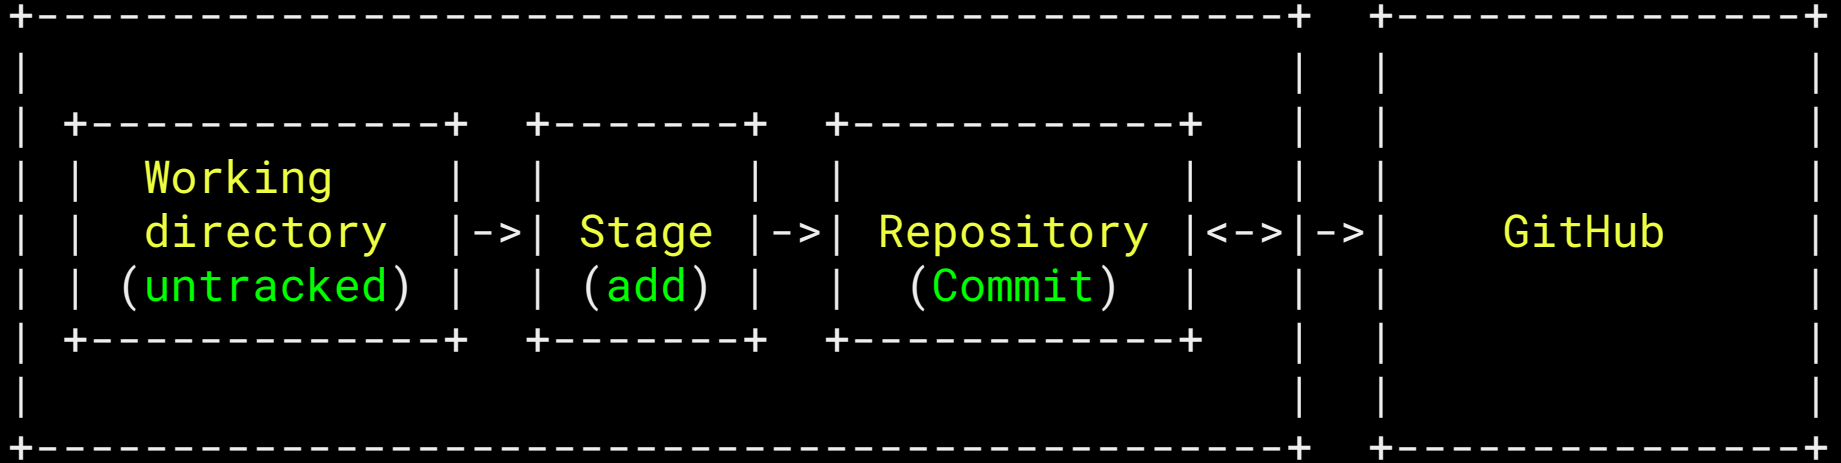 +----------------------------------------------+  +---------------+
|                                               |  |               |
| +-------------+  +-------+  +------------+   |  |               |
| |  Working    |  |       |  |            |   |  |               |
| |  directory  |->| Stage |->| Repository |<->|->|    GitHub     |
| | (untracked) |  | (add) |  |  (Commit)  |   |  |               |
| +-------------+  +-------+  +------------+   |  |               |
|                                               |  |               |
+----------------------------------------------+  +---------------+